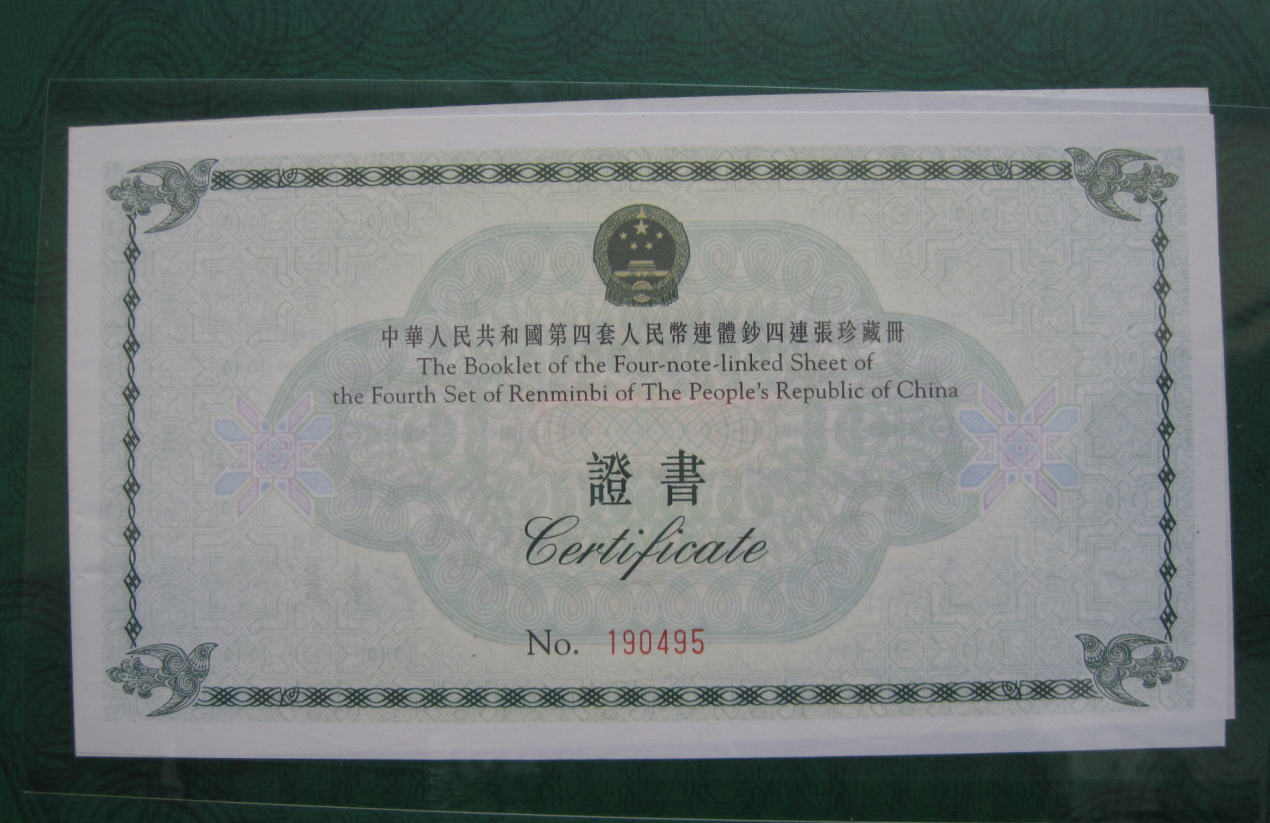 中華人民共和國第四套人民幣連體鈔四連張珍藏冊
The Booklet of the Four-note-linked Sheet of
the Fourth Set of Renminbi of The People's Republic of China
證書
Certificate
No. 190495